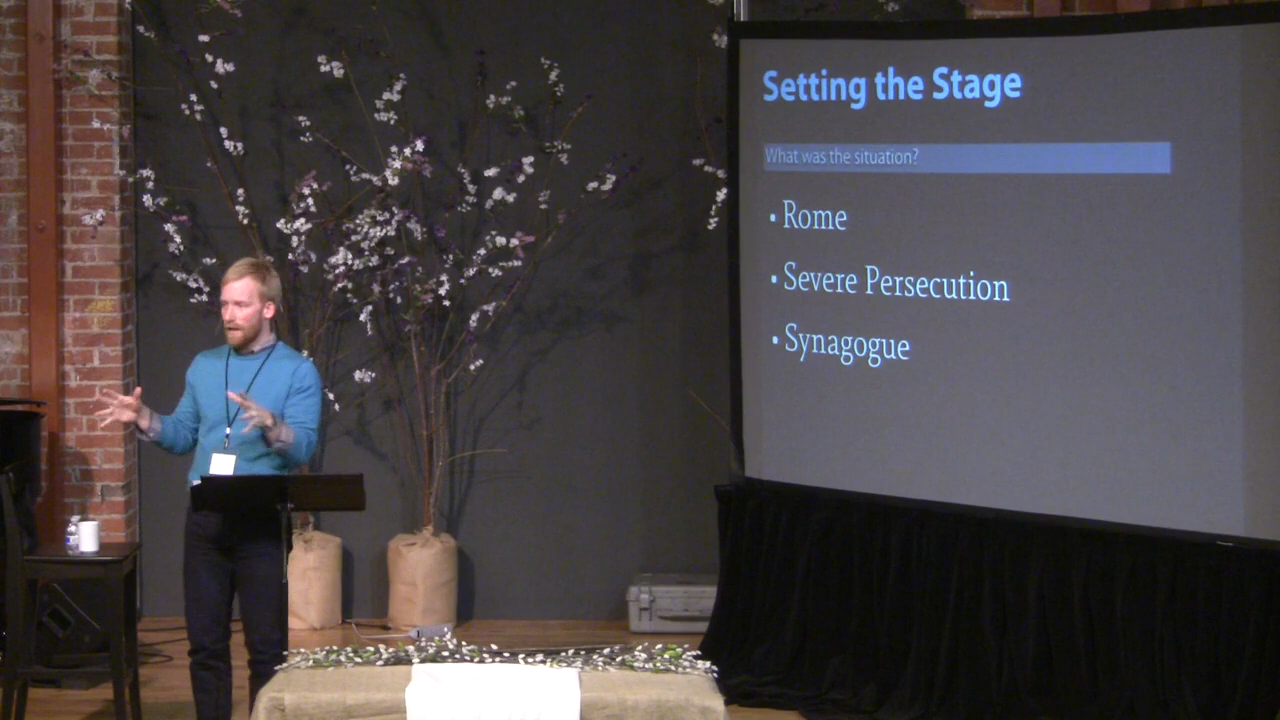 Setting the Stage
What was the situation?
▪ Rome
▪ Severe Persecution
▪ Synagogue